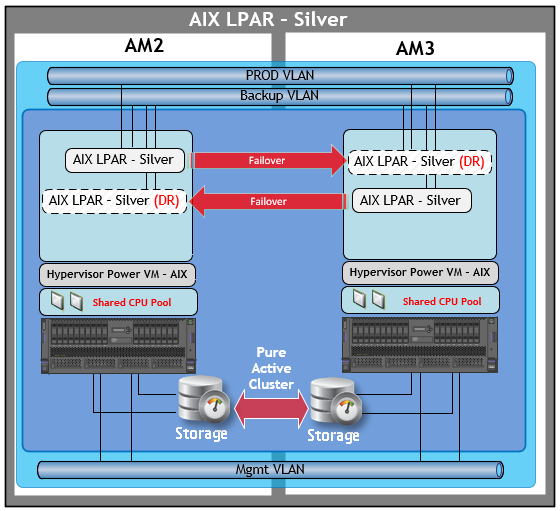 AIX LPAR – Silver
AM2
AM3
PROD VLAN
Backup VLAN
AIX LPAR - Silver
Failover
AIX LPAR - Silver (DR)
AIX LPAR - Silver (DR)
Failover
AIX LPAR - Silver
Hypervisor Power VM – AIX
Hypervisor Power VM – AIX
Shared CPU Pool
Shared CPU Pool
Pure
Active
Cluster
Storage
Storage
Mgmt VLAN